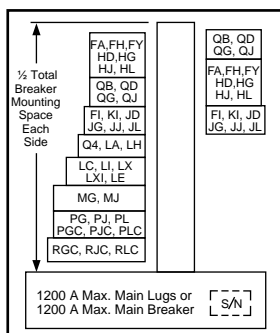 ½ Total
Breaker
Mounting
Space
Each
Side
FA,FH,FY
HD,HG
HJ, HL
QB, QD
QG, QJ
FI, KI, JD
JG, JJ, JL
Q4, LA, LH
LC, LI, LX
LXI, LE
MG, MJ
PG, PJ, PL
PGC, PJC, PLC
RGC, RJC, RLC
QB, QD
QG, QJ
FA,FH,FY
HD,HG
HJ, HL
FI, KI, JD
JG, JJ, JL
1200 A Max. Main Lugs or
1200 A Max. Main Breaker
S/N